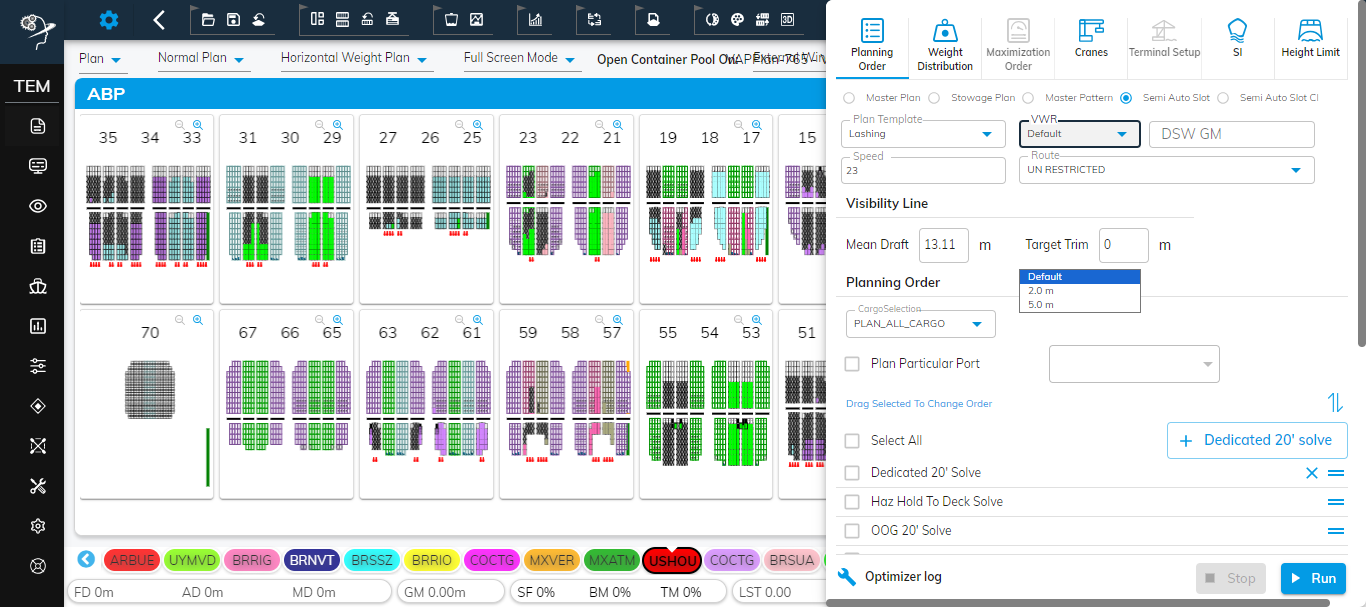 TEM
3D
Plan
Normal Plan
Horizontal Weight Plan
Full Screen Mode
Open Container Pool On
ABP
35 34 33
31 30 29
27 26 25
23 22 21
19 18 17
15
70
67 66 65
63 62 61
59 58 57
55 54 53
51
ARBUE UYMVD BRRIG BRNVT BRSSZ BRRIO COCTG MXVER MXATM USHOU COCTG BRSUA
FD 0m AD 0m MD 0m GM 0.00m SF 0% BM 0% TM 0% LST 0.00
Planning Order
Weight Distribution
Maximization Order
Cranes
Terminal Setup
SI
Height Limit
Master Plan
Stowage Plan
Master Pattern
Semi Auto Slot
Semi Auto Slot Cl
Plan Template
Lashing
VWR
Default
DSW GM
Speed
23
Route
UN RESTRICTED
Visibility Line
Mean Draft 13.11 m Target Trim 0 m
Default
2.0 m
5.0 m
Planning Order
CargoSelection
PLAN_ALL_CARGO
Plan Particular Port
Drag Selected To Change Order
Select All
+ Dedicated 20' solve
Dedicated 20' Solve
Haz Hold To Deck Solve
OOG 20' Solve
Optimizer log
Stop
Run